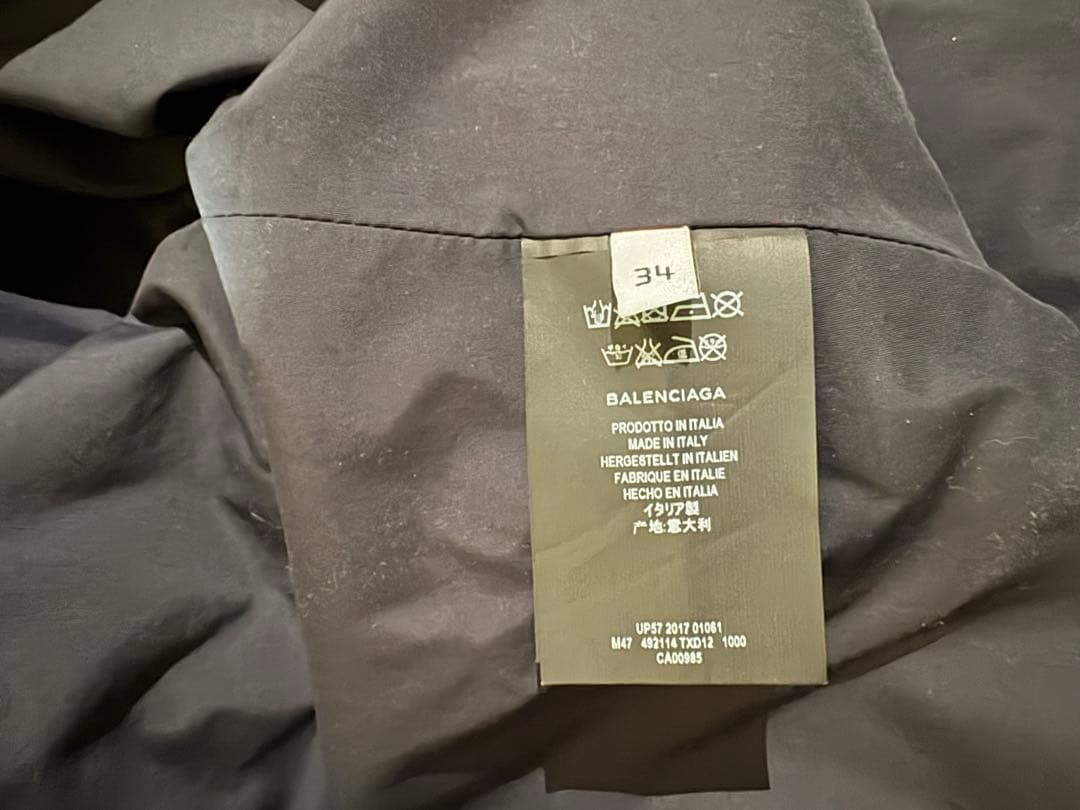 34
BALENCIAGA
PRODOTTO IN ITALIA
MADE IN ITALY
HERGESTELLT IN ITALIEN
FABRIQUE EN ITALIE
HECHO EN ITALIA
イタリア製
产地:意大利
UP57 2017 01061
M47 492114 TXD12 1000
CA00985